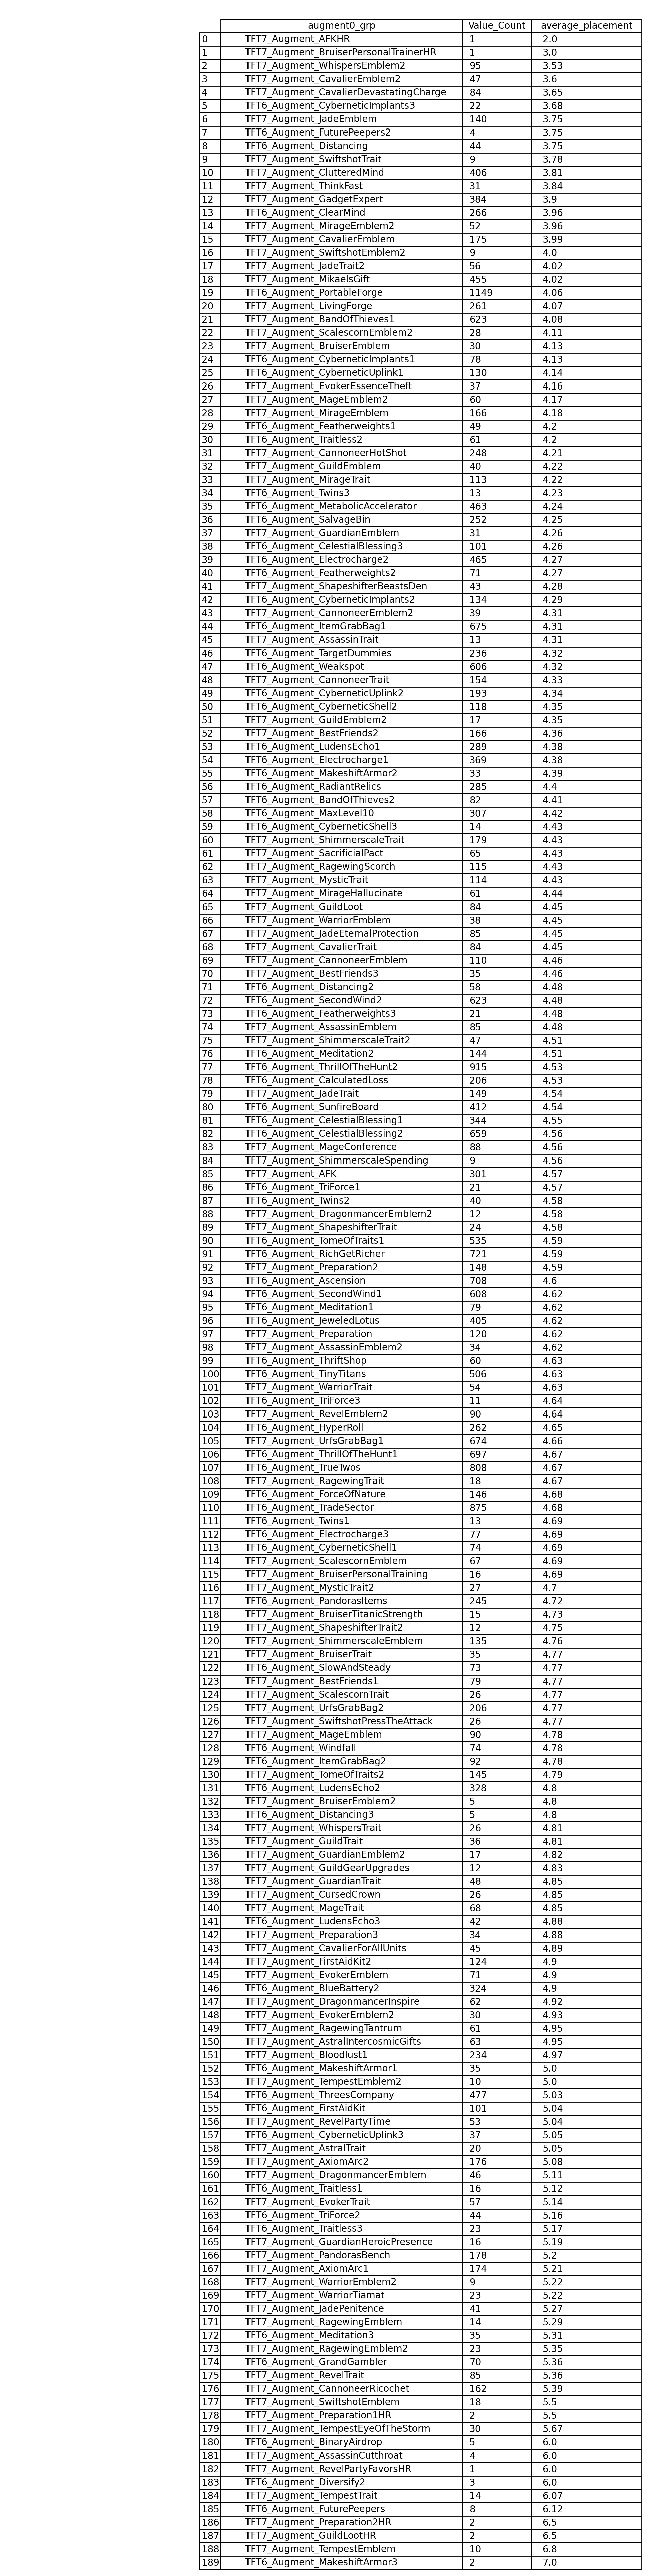 augment0_grp Value_Count average_placement
0 TFT7_Augment_AFKHR 1 2.0
1 TFT7_Augment_BruiserPersonalTrainerHR 1 3.0
2 TFT7_Augment_WhispersEmblem2 95 3.53
3 TFT7_Augment_CavalierEmblem2 47 3.6
4 TFT7_Augment_CavalierDevastatingCharge 84 3.65
5 TFT6_Augment_CyberneticImplants3 22 3.68
6 TFT7_Augment_JadeEmblem 140 3.75
7 TFT6_Augment_FuturePeepers2 4 3.75
8 TFT6_Augment_Distancing 44 3.75
9 TFT7_Augment_SwiftshotTrait 9 3.78
10 TFT7_Augment_ClutteredMind 406 3.81
11 TFT7_Augment_ThinkFast 31 3.84
12 TFT7_Augment_GadgetExpert 384 3.9
13 TFT6_Augment_ClearMind 266 3.96
14 TFT7_Augment_MirageEmblem2 52 3.96
15 TFT7_Augment_CavalierEmblem 175 3.99
16 TFT7_Augment_SwiftshotEmblem2 9 4.0
17 TFT7_Augment_JadeTrait2 56 4.02
18 TFT7_Augment_MikaelsGift 455 4.02
19 TFT6_Augment_PortableForge 1149 4.06
20 TFT7_Augment_LivingForge 261 4.07
21 TFT7_Augment_BandOfThieves1 623 4.08
22 TFT7_Augment_ScalescornEmblem2 28 4.11
23 TFT7_Augment_BruiserEmblem 30 4.13
24 TFT6_Augment_CyberneticImplants1 78 4.13
25 TFT6_Augment_CyberneticUplink1 130 4.14
26 TFT7_Augment_EvokerEssenceTheft 37 4.16
27 TFT7_Augment_MageEmblem2 60 4.17
28 TFT7_Augment_MirageEmblem 166 4.18
29 TFT6_Augment_Featherweights1 49 4.2
30 TFT6_Augment_Traitless2 61 4.2
31 TFT7_Augment_CannoneerHotShot 248 4.21
32 TFT7_Augment_GuildEmblem 40 4.22
33 TFT7_Augment_MirageTrait 113 4.22
34 TFT6_Augment_Twins3 13 4.23
35 TFT6_Augment_MetabolicAccelerator 463 4.24
36 TFT6_Augment_SalvageBin 252 4.25
37 TFT7_Augment_GuardianEmblem 31 4.26
38 TFT6_Augment_CelestialBlessing3 101 4.26
39 TFT6_Augment_Electrocharge2 465 4.27
40 TFT6_Augment_Featherweights2 71 4.27
41 TFT7_Augment_ShapeshifterBeastsDen 43 4.28
42 TFT6_Augment_CyberneticImplants2 134 4.29
43 TFT7_Augment_CannoneerEmblem2 39 4.31
44 TFT6_Augment_ItemGrabBag1 675 4.31
45 TFT7_Augment_AssassinTrait 13 4.31
46 TFT6_Augment_TargetDummies 236 4.32
47 TFT6_Augment_Weakspot 606 4.32
48 TFT7_Augment_CannoneerTrait 154 4.33
49 TFT6_Augment_CyberneticUplink2 193 4.34
50 TFT6_Augment_CyberneticShell2 118 4.35
51 TFT7_Augment_GuildEmblem2 17 4.35
52 TFT7_Augment_BestFriends2 166 4.36
53 TFT6_Augment_LudensEcho1 289 4.38
54 TFT6_Augment_Electrocharge1 369 4.38
55 TFT6_Augment_MakeshiftArmor2 33 4.39
56 TFT6_Augment_RadiantRelics 285 4.4
57 TFT6_Augment_BandOfThieves2 82 4.41
58 TFT6_Augment_MaxLevel10 307 4.42
59 TFT6_Augment_CyberneticShell3 14 4.43
60 TFT7_Augment_ShimmerscaleTrait 179 4.43
61 TFT7_Augment_SacrificialPact 65 4.43
62 TFT7_Augment_RagewingScorch 115 4.43
63 TFT7_Augment_MysticTrait 114 4.43
64 TFT7_Augment_MirageHallucinate 61 4.44
65 TFT7_Augment_GuildLoot 84 4.45
66 TFT7_Augment_WarriorEmblem 38 4.45
67 TFT7_Augment_JadeEternalProtection 85 4.45
68 TFT7_Augment_CavalierTrait 84 4.45
69 TFT7_Augment_CannoneerEmblem 110 4.46
70 TFT7_Augment_BestFriends3 35 4.46
71 TFT6_Augment_Distancing2 58 4.48
72 TFT6_Augment_SecondWind2 623 4.48
73 TFT6_Augment_Featherweights3 21 4.48
74 TFT7_Augment_AssassinEmblem 85 4.48
75 TFT7_Augment_ShimmerscaleTrait2 47 4.51
76 TFT6_Augment_Meditation2 144 4.51
77 TFT6_Augment_ThrillOfTheHunt2 915 4.53
78 TFT6_Augment_CalculatedLoss 206 4.53
79 TFT7_Augment_JadeTrait 149 4.54
80 TFT6_Augment_SunfireBoard 412 4.54
81 TFT6_Augment_CelestialBlessing1 344 4.55
82 TFT6_Augment_CelestialBlessing2 659 4.56
83 TFT7_Augment_MageConference 88 4.56
84 TFT7_Augment_ShimmerscaleSpending 9 4.56
85 TFT7_Augment_AFK 301 4.57
86 TFT6_Augment_TriForce1 21 4.57
87 TFT6_Augment_Twins2 40 4.58
88 TFT7_Augment_DragonmancerEmblem2 12 4.58
89 TFT7_Augment_ShapeshifterTrait 24 4.58
90 TFT6_Augment_TomeOfTraits1 535 4.59
91 TFT6_Augment_RichGetRicher 721 4.59
92 TFT7_Augment_Preparation2 148 4.59
93 TFT6_Augment_Ascension 708 4.6
94 TFT6_Augment_SecondWind1 608 4.62
95 TFT6_Augment_Meditation1 79 4.62
96 TFT6_Augment_JeweledLotus 405 4.62
97 TFT7_Augment_Preparation 120 4.62
98 TFT7_Augment_AssassinEmblem2 34 4.62
99 TFT6_Augment_ThriftShop 60 4.63
100 TFT6_Augment_TinyTitans 506 4.63
101 TFT7_Augment_WarriorTrait 54 4.63
102 TFT6_Augment_TriForce3 11 4.64
103 TFT7_Augment_RevelEmblem2 90 4.64
104 TFT6_Augment_HyperRoll 262 4.65
105 TFT7_Augment_UrfsGrabBag1 674 4.66
106 TFT6_Augment_ThrillOfTheHunt1 697 4.67
107 TFT6_Augment_TrueTwos 808 4.67
108 TFT7_Augment_RagewingTrait 18 4.67
109 TFT6_Augment_ForceOfNature 146 4.68
110 TFT6_Augment_TradeSector 875 4.68
111 TFT6_Augment_Twins1 13 4.69
112 TFT6_Augment_Electrocharge3 77 4.69
113 TFT6_Augment_CyberneticShell1 74 4.69
114 TFT7_Augment_ScalescornEmblem 67 4.69
115 TFT7_Augment_BruiserPersonalTraining 16 4.69
116 TFT7_Augment_MysticTrait2 27 4.7
117 TFT6_Augment_PandorasItems 245 4.72
118 TFT7_Augment_BruiserTitanicStrength 15 4.73
119 TFT7_Augment_ShapeshifterTrait2 12 4.75
120 TFT7_Augment_ShimmerscaleEmblem 135 4.76
121 TFT7_Augment_BruiserTrait 35 4.77
122 TFT6_Augment_SlowAndSteady 73 4.77
123 TFT7_Augment_BestFriends1 79 4.77
124 TFT7_Augment_ScalescornTrait 26 4.77
125 TFT7_Augment_UrfsGrabBag2 206 4.77
126 TFT7_Augment_SwiftshotPressTheAttack 26 4.77
127 TFT7_Augment_MageEmblem 90 4.78
128 TFT6_Augment_Windfall 74 4.78
129 TFT6_Augment_ItemGrabBag2 92 4.78
130 TFT7_Augment_TomeOfTraits2 145 4.79
131 TFT6_Augment_LudensEcho2 328 4.8
132 TFT7_Augment_BruiserEmblem2 5 4.8
133 TFT6_Augment_Distancing3 5 4.8
134 TFT7_Augment_WhispersTrait 26 4.81
135 TFT7_Augment_GuildTrait 36 4.81
136 TFT7_Augment_GuardianEmblem2 17 4.82
137 TFT7_Augment_GuildGearUpgrades 12 4.83
138 TFT7_Augment_GuardianTrait 48 4.85
139 TFT7_Augment_CursedCrown 26 4.85
140 TFT7_Augment_MageTrait 68 4.85
141 TFT6_Augment_LudensEcho3 42 4.88
142 TFT7_Augment_Preparation3 34 4.88
143 TFT7_Augment_CavalierForAllUnits 45 4.89
144 TFT7_Augment_FirstAidKit2 124 4.9
145 TFT7_Augment_EvokerEmblem 71 4.9
146 TFT6_Augment_BlueBattery2 324 4.9
147 TFT7_Augment_DragonmancerInspire 62 4.92
148 TFT7_Augment_EvokerEmblem2 30 4.93
149 TFT7_Augment_RagewingTantrum 61 4.95
150 TFT7_Augment_AstralIntercosmicGifts 63 4.95
151 TFT7_Augment_Bloodlust1 234 4.97
152 TFT6_Augment_MakeshiftArmor1 35 5.0
153 TFT7_Augment_TempestEmblem2 10 5.0
154 TFT6_Augment_ThreesCompany 477 5.03
155 TFT6_Augment_FirstAidKit 101 5.04
156 TFT7_Augment_RevelPartyTime 53 5.04
157 TFT6_Augment_CyberneticUplink3 37 5.05
158 TFT7_Augment_AstralTrait 20 5.05
159 TFT7_Augment_AxiomArc2 176 5.08
160 TFT7_Augment_DragonmancerEmblem 46 5.11
161 TFT6_Augment_Traitless1 16 5.12
162 TFT7_Augment_EvokerTrait 57 5.14
163 TFT6_Augment_TriForce2 44 5.16
164 TFT6_Augment_Traitless3 23 5.17
165 TFT7_Augment_GuardianHeroicPresence 16 5.19
166 TFT7_Augment_PandorasBench 178 5.2
167 TFT7_Augment_AxiomArc1 174 5.21
168 TFT7_Augment_WarriorEmblem2 9 5.22
169 TFT7_Augment_WarriorTiamat 23 5.22
170 TFT7_Augment_JadePenitence 41 5.27
171 TFT7_Augment_RagewingEmblem 14 5.29
172 TFT6_Augment_Meditation3 35 5.31
173 TFT7_Augment_RagewingEmblem2 23 5.35
174 TFT6_Augment_GrandGambler 70 5.36
175 TFT7_Augment_RevelTrait 85 5.36
176 TFT7_Augment_CannoneerRicochet 162 5.39
177 TFT7_Augment_SwiftshotEmblem 18 5.5
178 TFT7_Augment_Preparation1HR 2 5.5
179 TFT7_Augment_TempestEyeOfTheStorm 30 5.67
180 TFT6_Augment_BinaryAirdrop 5 6.0
181 TFT7_Augment_AssassinCutthroat 4 6.0
182 TFT7_Augment_RevelPartyFavorsHR 1 6.0
183 TFT6_Augment_Diversify2 3 6.0
184 TFT7_Augment_TempestTrait 14 6.07
185 TFT6_Augment_FuturePeepers 8 6.12
186 TFT7_Augment_Preparation2HR 2 6.5
187 TFT7_Augment_GuildLootHR 2 6.5
188 TFT7_Augment_TempestEmblem 10 6.8
189 TFT6_Augment_MakeshiftArmor3 2 7.0